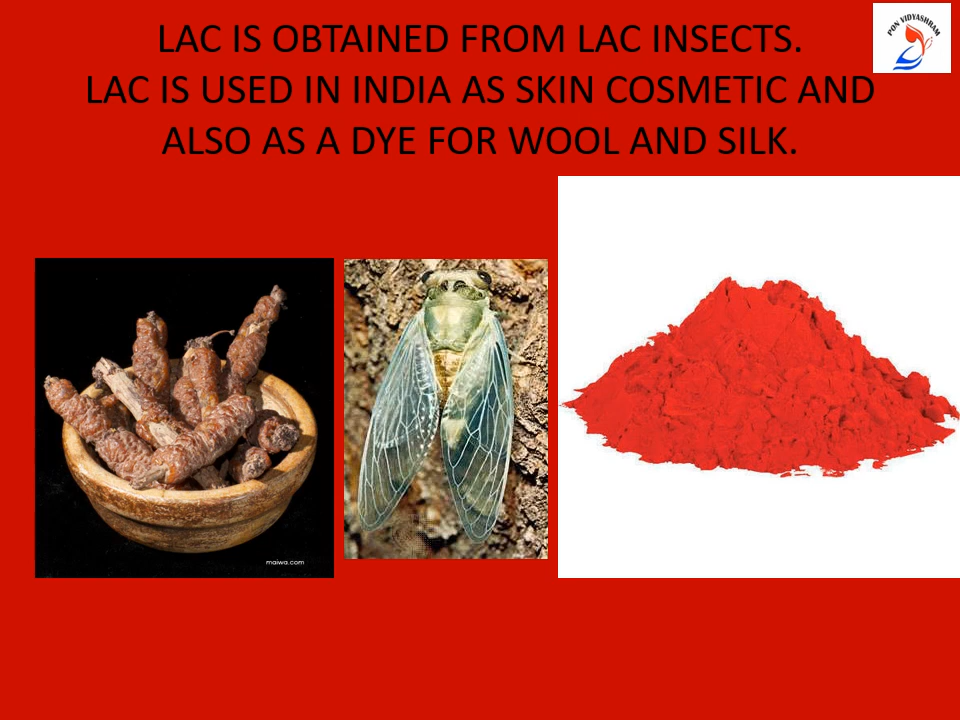 LAC IS OBTAINED FROM LAC INSECTS.
LAC IS USED IN INDIA AS SKIN COSMETIC AND
ALSO AS A DYE FOR WOOL AND SILK.
PON VIDYASHRAM
maiwa.com